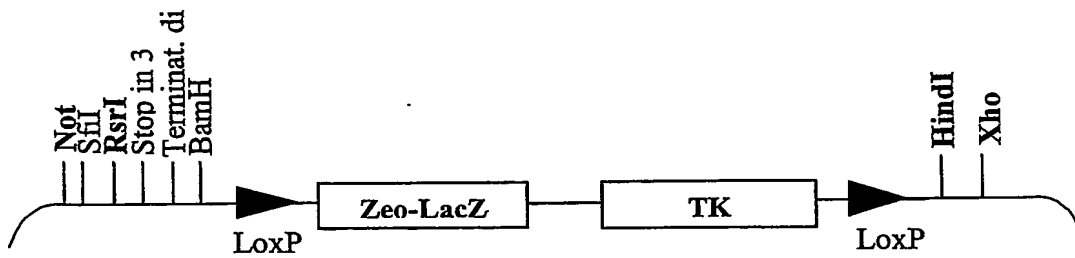 Not
SfiI
RsrI
Stop in 3
Terminat. di
BamH
HindI
Xho
Zeo-LacZ
TK
LoxP
LoxP